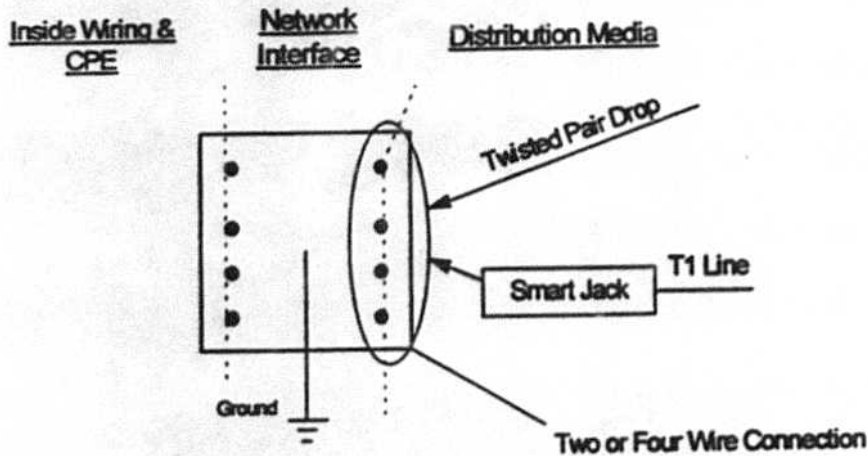 Inside Wiring &
CPE
Network
Interface
Distribution Media
Twisted Pair Drop
Smart Jack
T1 Line
Ground
Two or Four Wire Connection